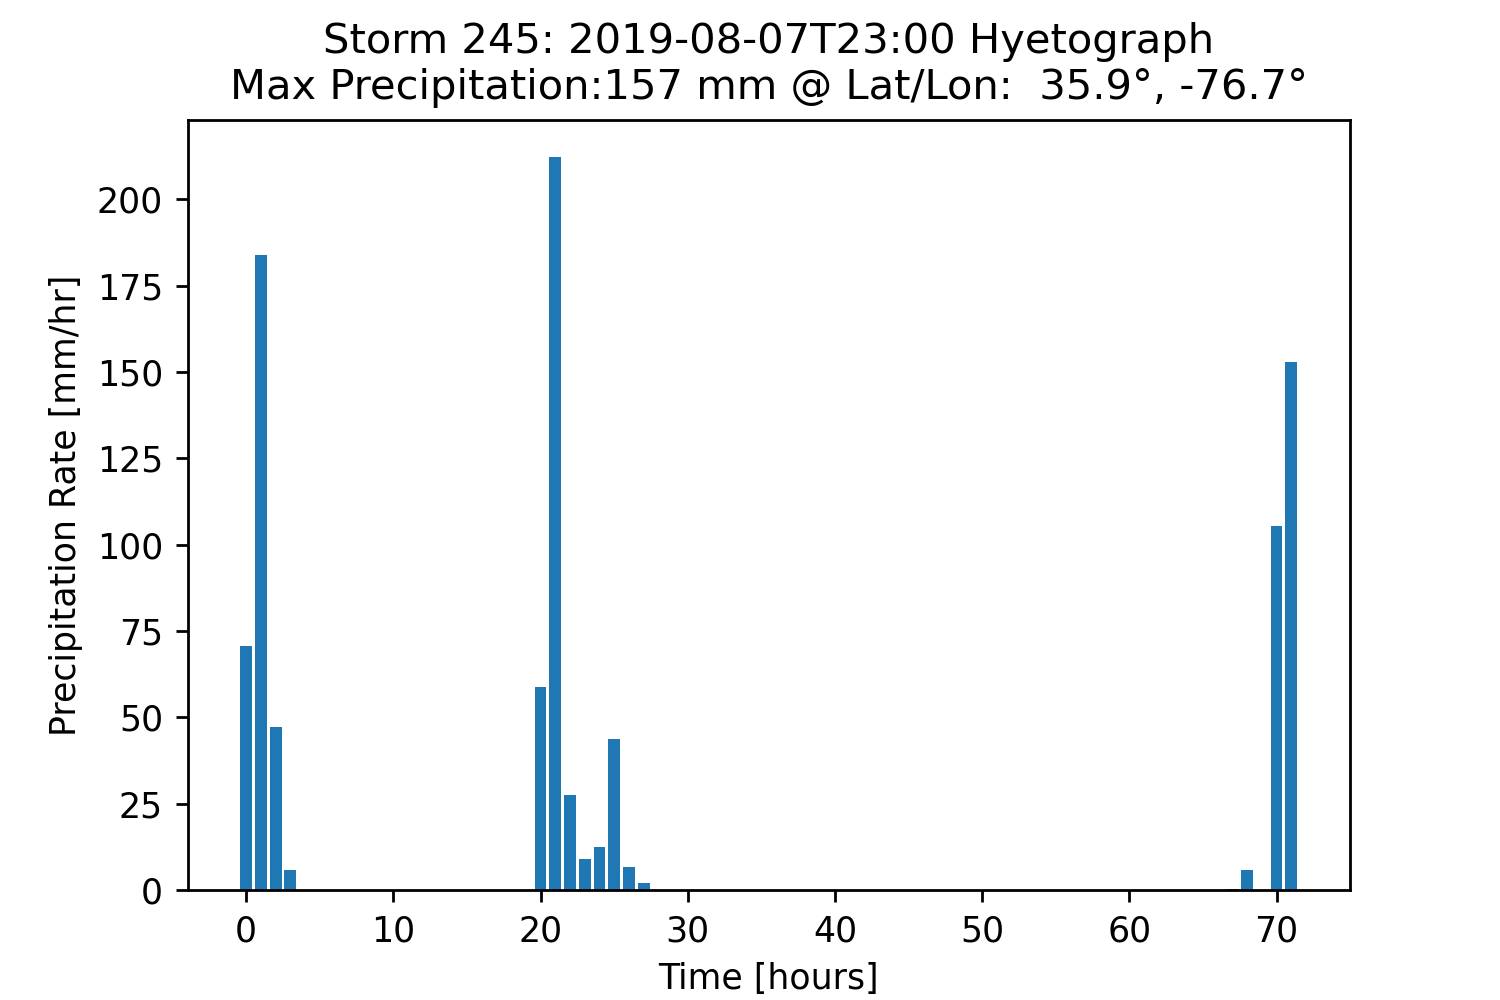 Storm 245: 2019-08-07T23:00 Hyetograph
Max Precipitation:157 mm @ Lat/Lon:  35.9°, -76.7°
Precipitation Rate [mm/hr]
200
175
150
125
100
75
50
25
0
0 10 20 30 40 50 60 70
Time [hours]